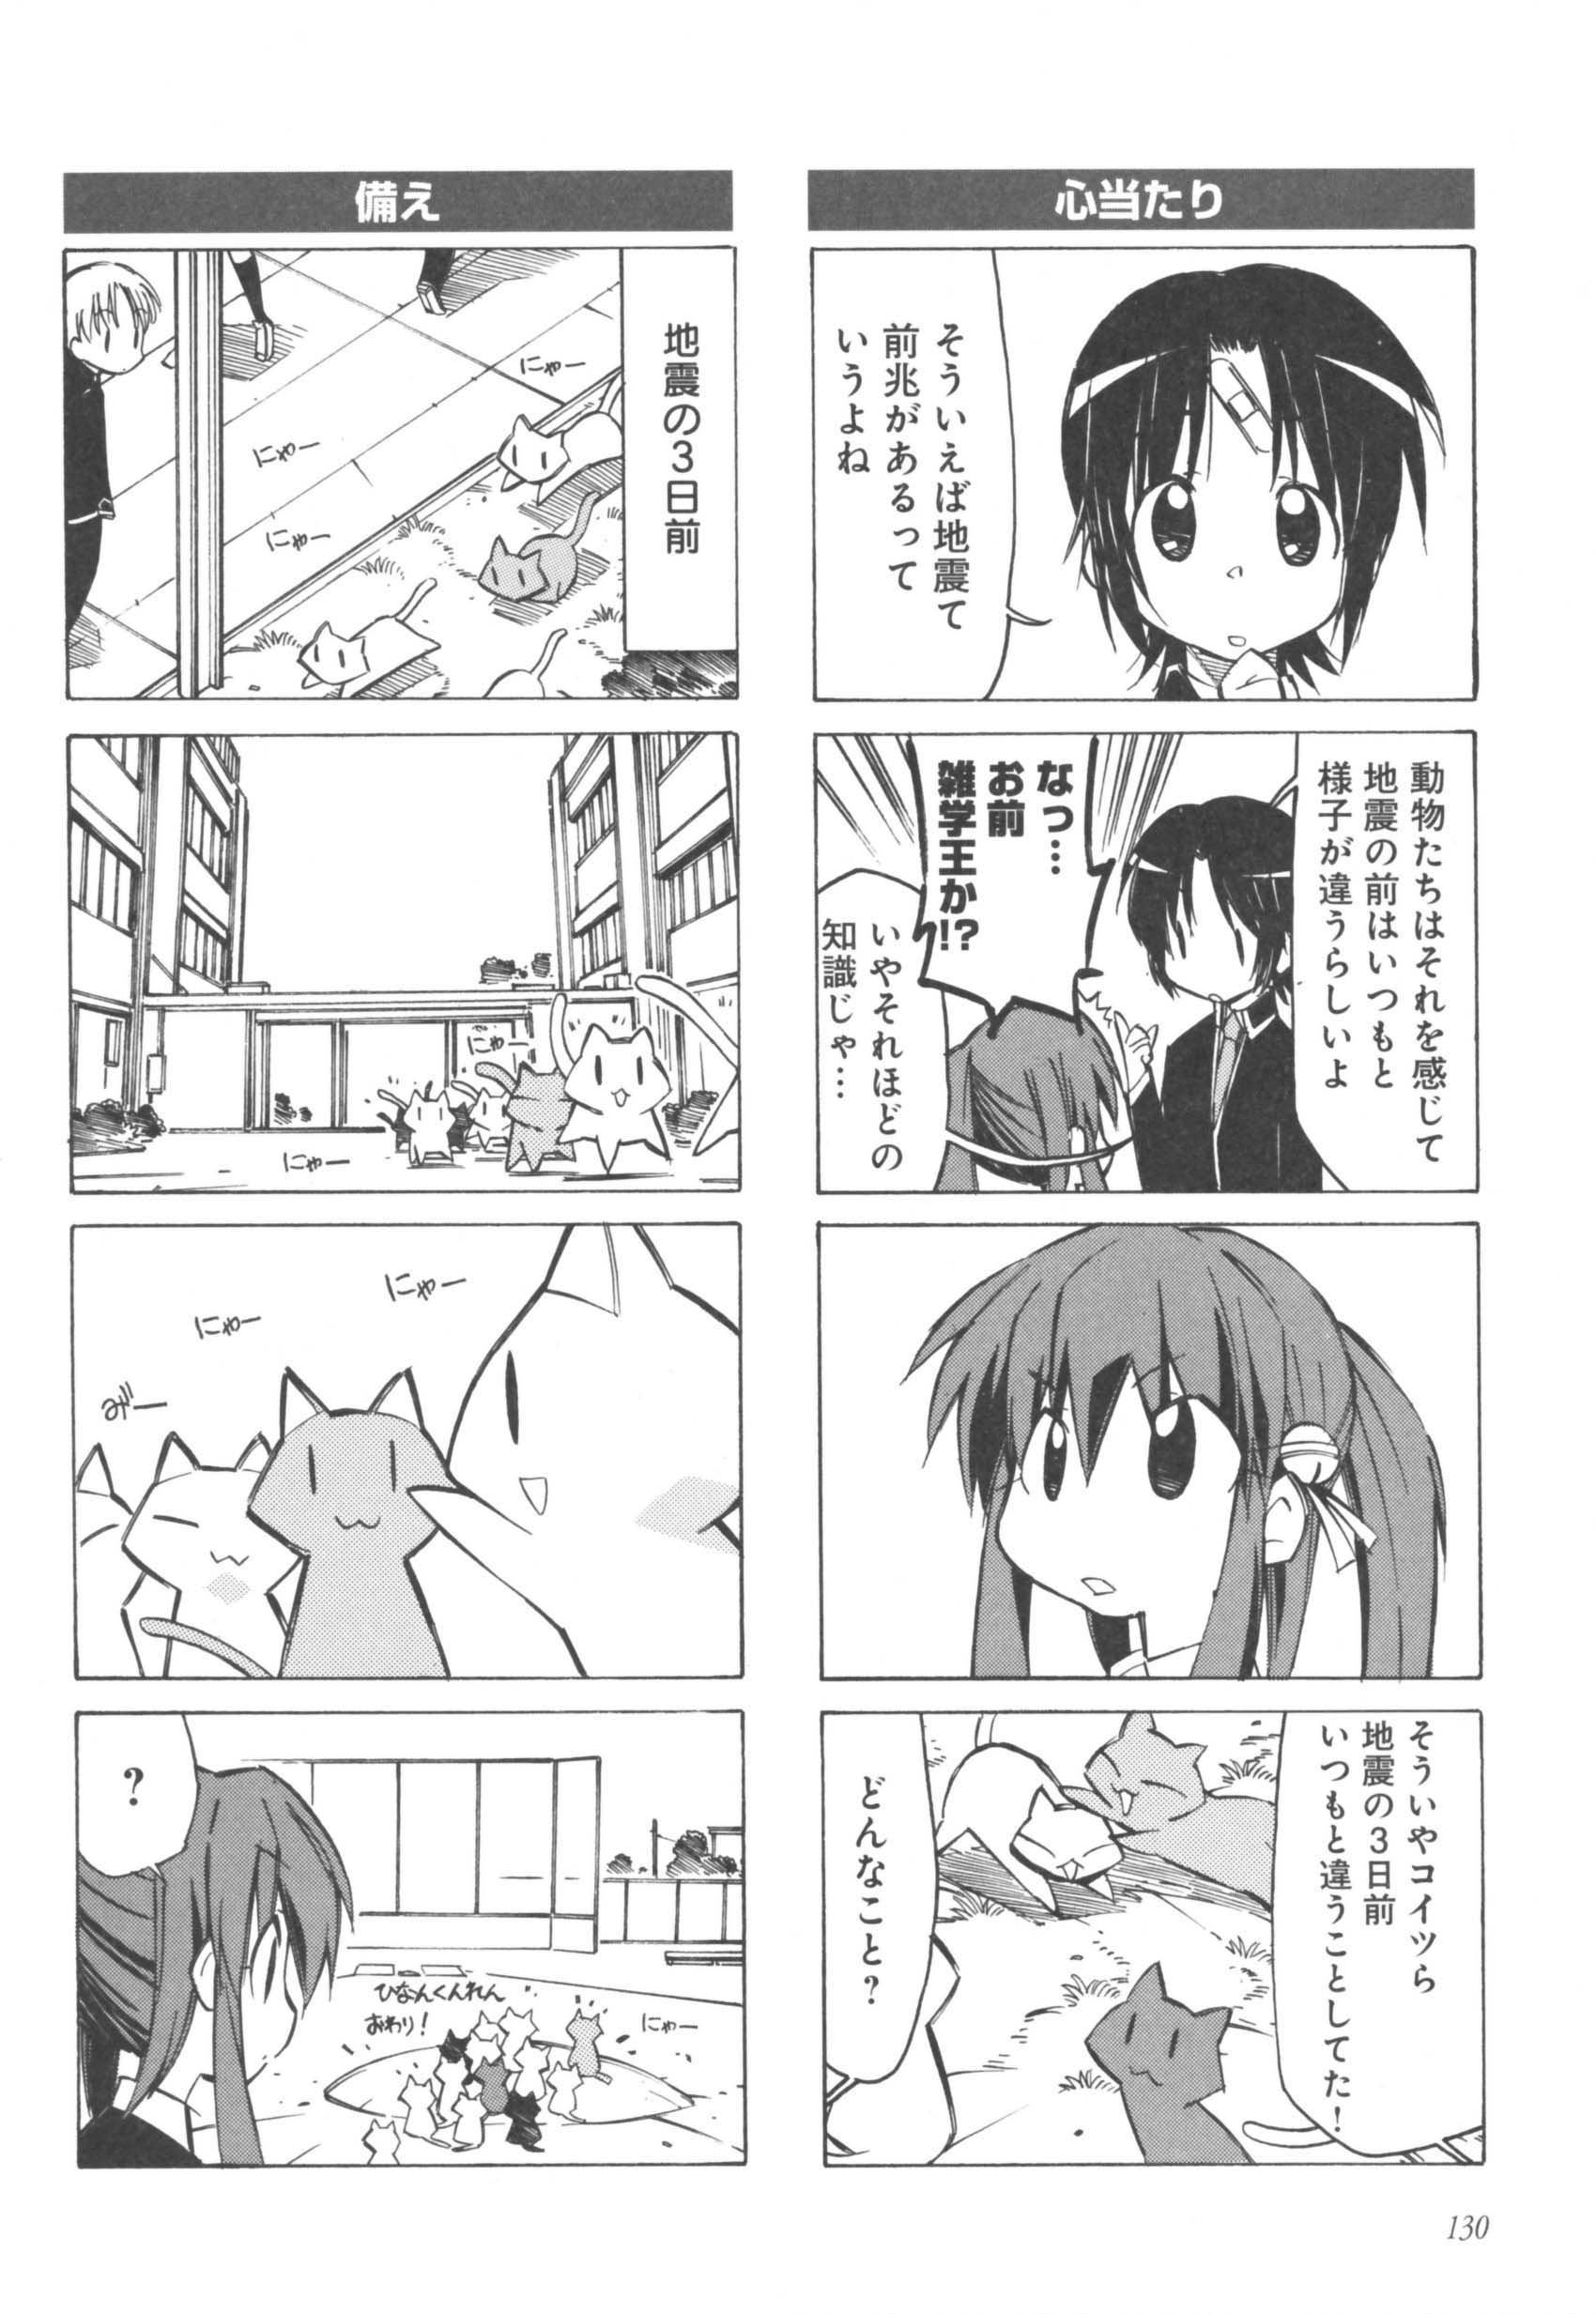 心当たり
そういえば地震て
前兆があるって
いうよね
動物たちはそれを感じて
地震の前はいつもと
様子が違うらしいよ
なっ…
お前
雑学王か!?
いやそれほどの
知識じゃ…
そういやコイツら
地震の3日前
いつもと違うことしてた!
どんなこと?
備え
地震の3日前
にゃー
にゃー
にゃー
にゃー
にゃー
にゃー
にゃー
み゛ー
?
ひなんくんれん
おわり!
にゃー
130